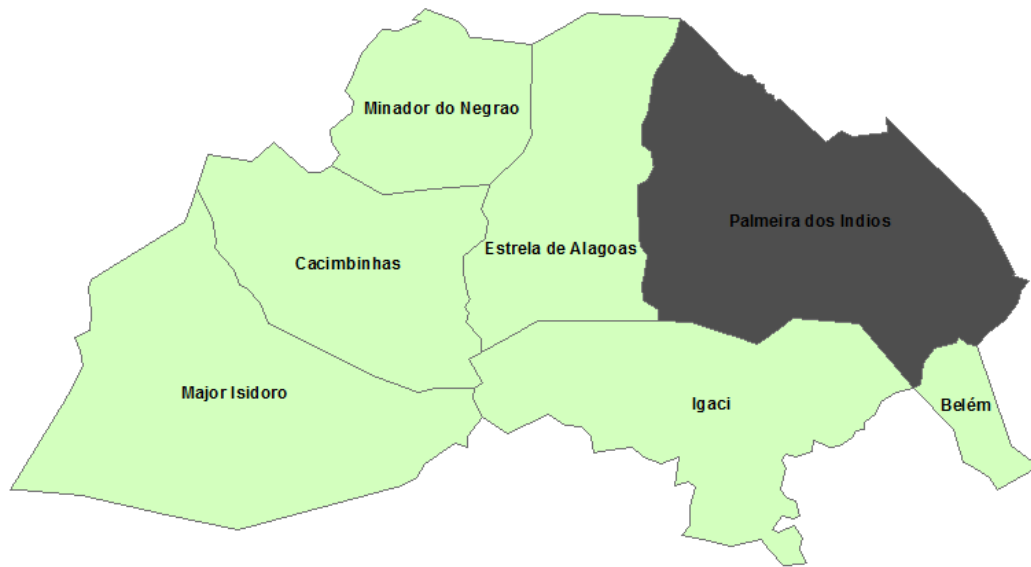 Minador do Negrao
Palmeira dos Indios
Estrela de Alagoas
Cacimbinhas
Major Isidoro
Igaci
Belém